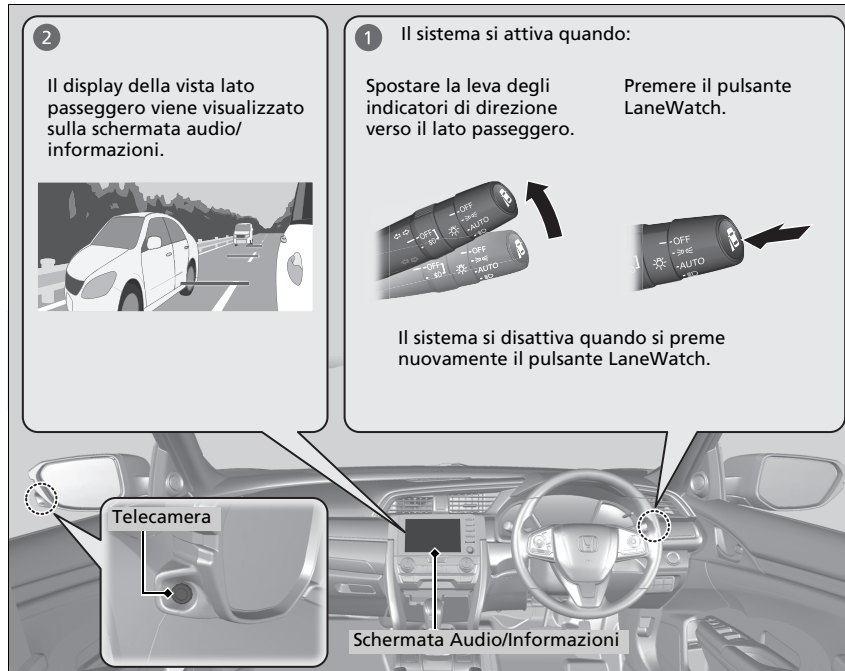 2
Il display della vista lato
passeggero viene visualizzato
sulla schermata audio/
informazioni.
1
Il sistema si attiva quando:
Spostare la leva degli
indicatori di direzione
verso il lato passeggero.
Premere il pulsante
LaneWatch.
OFF
AUTO
OFF
OFF
AUTO
OFF
OFF
AUTO
Il sistema si disattiva quando si preme
nuovamente il pulsante LaneWatch.
Telecamera
Schermata Audio/Informazioni